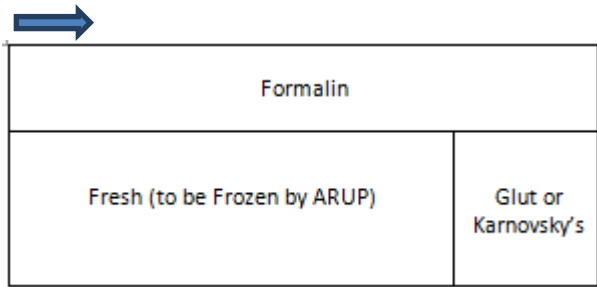 Formalin
Fresh (to be Frozen by ARUP)
Glut or
Karnovsky's